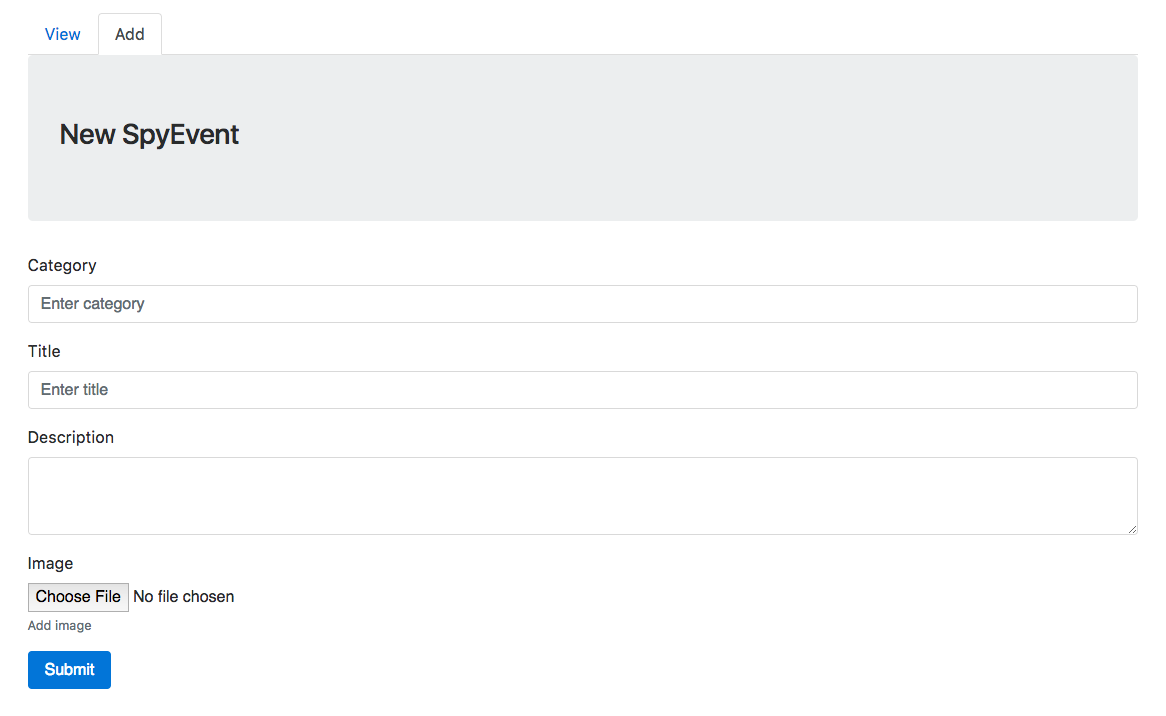 View Add
New SpyEvent
Category
Enter category
Title
Enter title
Description
Image
Choose File No file chosen
Add image
Submit